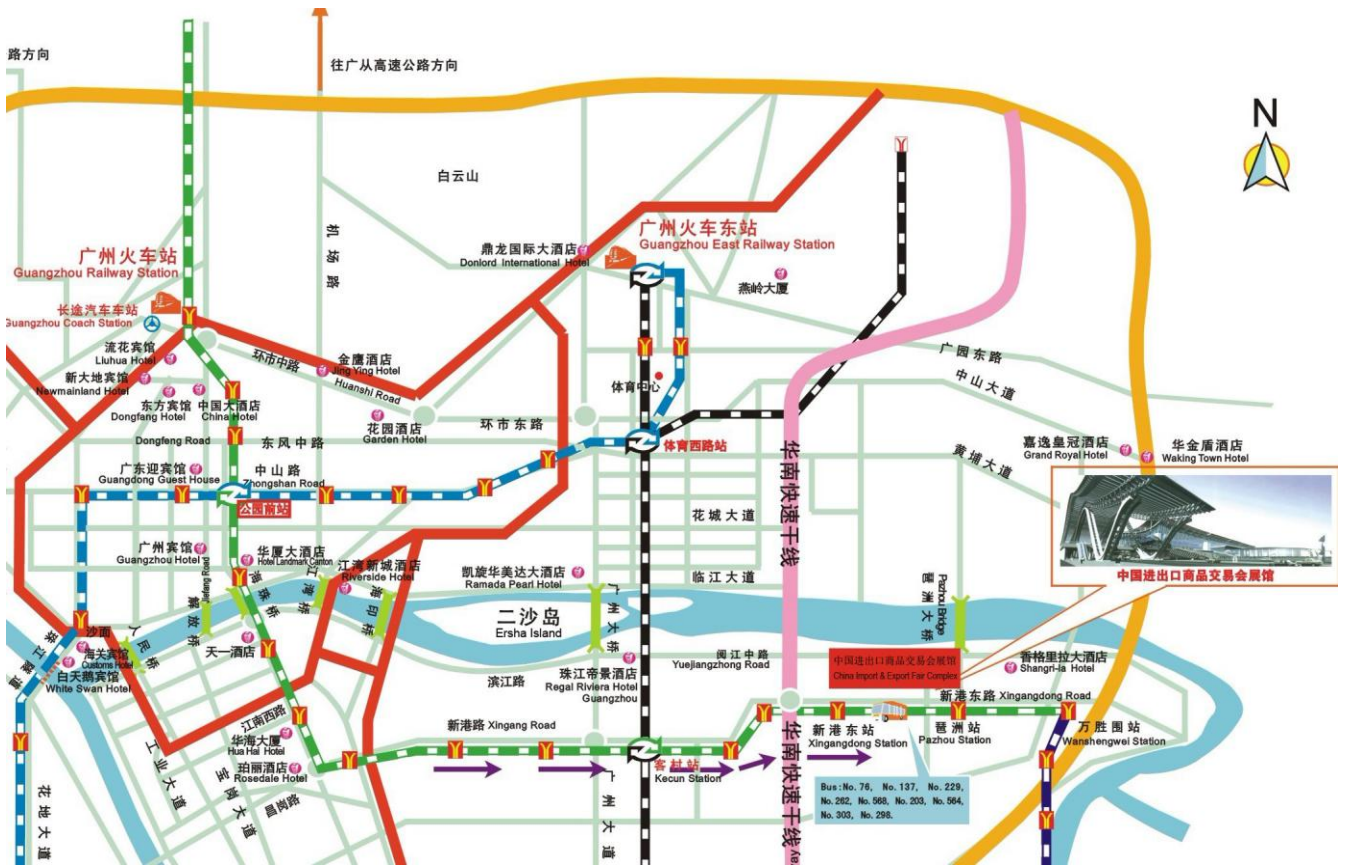 路方向
往广从高速公路方向
N
白云山
机场路
广州火车站
Guangzhou Railway Station
长途汽车车站
Guangzhou Coach Station
鼎龙国际大酒店
Donlord International Hotel
广州火车东站
Guangzhou East Railway Station
燕岭大厦
流花宾馆
Liuhua Hotel
新大地宾馆
Newmainland Hotel
东方宾馆
Dongfang Hotel
中国大酒店
China Hotel
环市中路
金鹰酒店
Jing Ying Hotel
Huanshi Road
花园酒店
Garden Hotel
环市东路
体育中心
体育西路站
广园东路
中山大道
黄埔大道
嘉逸皇冠酒店
Grand Royal Hotel
华金盾酒店
Waking Town Hotel
Dongfeng Road
东风中路
广东迎宾馆
Guangdong Guest House
中山路
Zhongshan Road
公园前站
华南快速干线
花城大道
中国进出口商品交易会展馆
广州宾馆
Guangzhou Hotel
华厦大酒店
Hotel Landmark Canton
江湾新城酒店
Riverside Hotel
凯旋华美达大酒店
Ramada Pearl Hotel
临江大道
解放桥
海珠桥
江湾桥
海印桥
广州大桥
Pazhou Bridge
琶洲大桥
二沙岛
Ersha Island
人民桥
珠江隧道
沙面
海关宾馆
Customs Hotel
白天鹅宾馆
White Swan Hotel
天一酒店
滨江路
珠江帝景酒店
Regal Riviera Hotel
Guangzhou
阅江中路
Yuejiangzhong Road
中国进出口商品交易会展馆
China Import & Export Fair Complex
香格里拉大酒店
Shangri-la Hotel
新港东路 Xingangdong Road
江南西路
华海大厦
Hua Hai Hotel
珀丽酒店
Rosedale Hotel
新港路 Xingang Road
客村站
Kecun Station
新港东站
Xingangdong Station
琶洲站
Pazhou Station
万胜围站
Wanshengwei Station
Bus:No. 76, No. 137, No. 229,
No. 262, No. 568, No. 203, No. 564,
No. 303, No. 298.
花地大道
工业大道
宝岗大道
昌岗路
广州大道
华南快速干线